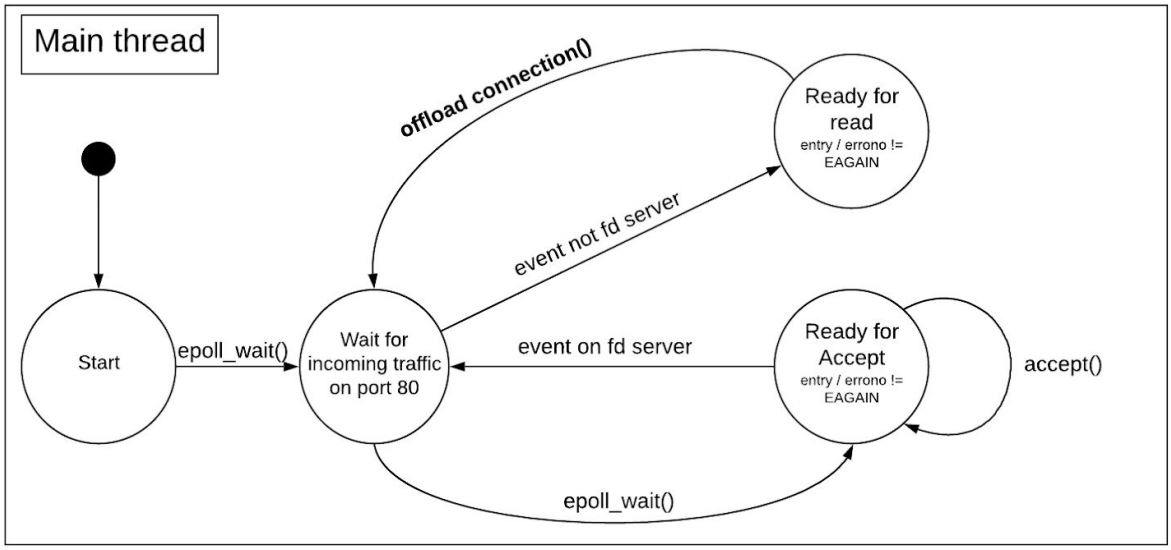 Main thread
offload connection()
Ready for
read
entry / errono !=
EAGAIN
event not fd server
Start
epoll_wait()
Wait for
incoming traffic
on port 80
event on fd server
Ready for
Accept
entry / errono !=
EAGAIN
accept()
epoll_wait()